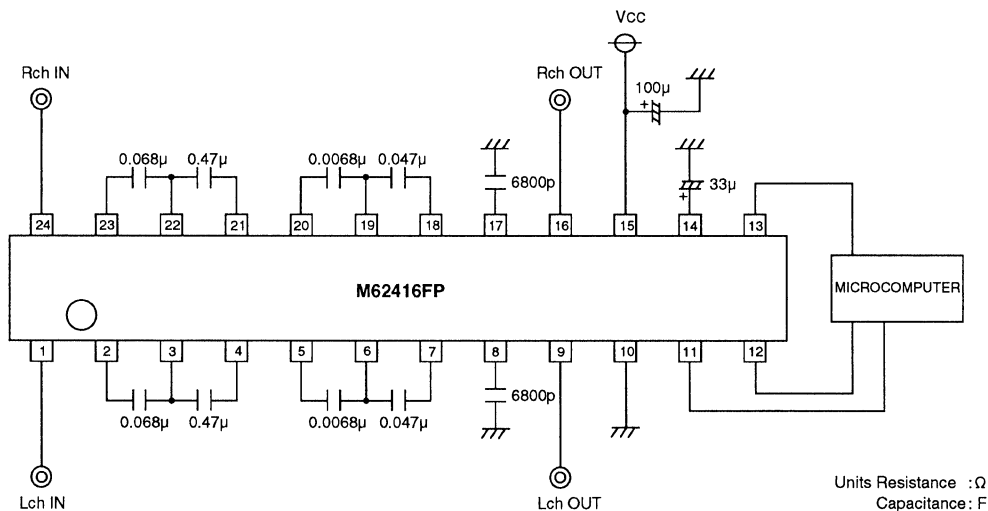 Vcc
Rch IN
Rch OUT
100µ
+
0.068µ 0.47µ
0.0068µ 0.047µ
6800p
33µ
+
24 23 22 21 20 19 18 17 16 15 14 13
M62416FP
MICROCOMPUTER
1 2 3 4 5 6 7 8 9 10 11 12
0.068µ 0.47µ
0.0068µ 0.047µ
6800p
Lch IN
Lch OUT
Units Resistance : Ω
Capacitance : F